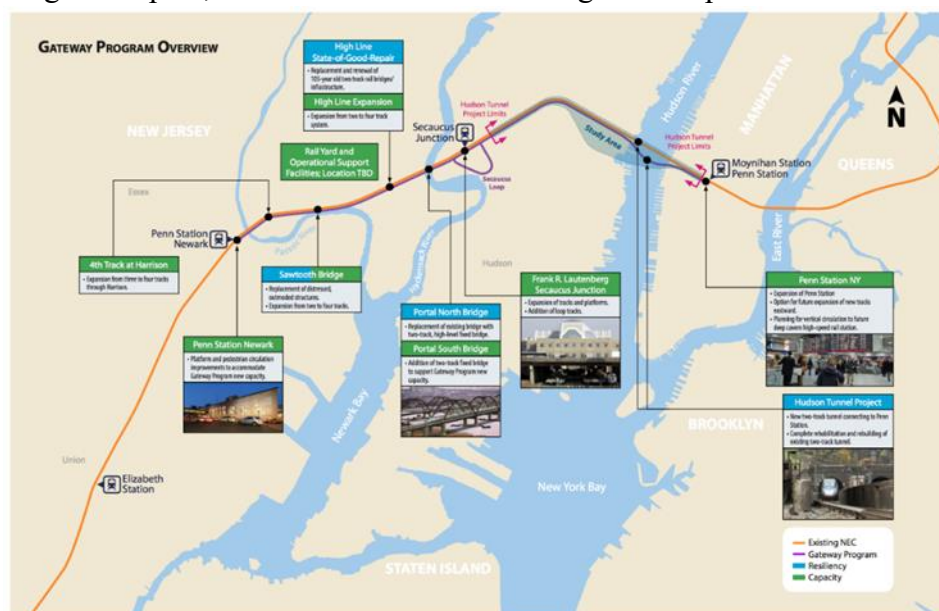 GATEWAY PROGRAM OVERVIEW
High Line
State-of-Good-Repair
• Replacement and renewal of
105-year old two track rail bridges/
infrastructure.
High Line Expansion
• Expansion from two to four track
system.
Rail Yard and
Operational Support
Facilities; Location TBD
NEW JERSEY
Essex
Secaucus
Junction
Hudson Tunnel
Project Limits
Secaucus
Loop
Study Area
Hudson River
MANHATTAN
N
Hudson Tunnel
Project Limits
Moynihan Station
Penn Station
QUEENS
East River
Penn Station
Newark
Hackensack River
Hudson
4th Track at Harrison
• Expansion from three to four tracks
through Harrison.
Sawtooth Bridge
• Replacement of distressed,
outmoded structures.
• Expansion from two to four tracks.
Portal North Bridge
• Replacement of existing bridge with
two-track, high-level fixed bridge.
Portal South Bridge
• Addition of two-track fixed bridge
to support Gateway Program new
capacity.
Frank R. Lautenberg
Secaucus Junction
• Expansion of tracks and platforms.
• Addition of loop tracks.
Penn Station NY
• Expansion of Penn Station
• Option for future expansion of new tracks
eastward.
• Planning for vertical circulation to future
deep cavern high-speed rail station.
Penn Station Newark
• Platform and pedestrian circulation
improvements to accommodate
Gateway Program new capacity.
Newark Bay
Hudson Tunnel Project
• New two-track tunnel connecting to Penn
Station.
• Complete rehabilitation and rebuilding of
existing two-track tunnel.
BROOKLYN
Union
Elizabeth
Station
New York Bay
STATEN ISLAND
Existing NEC
Gateway Program
Resiliency
Capacity